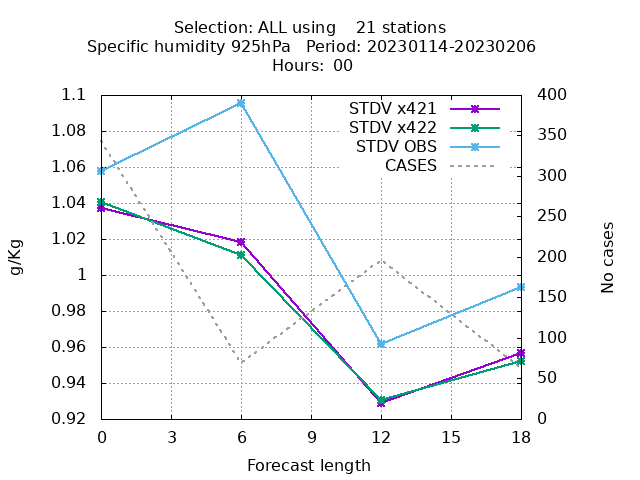 Selection: ALL using    21 stations
Specific humidity 925hPa   Period: 20230114-20230206
Hours:  00
1.1
1.08
1.06
1.04
1.02
1
0.98
0.96
0.94
0.92
g/Kg
STDV x421
STDV x422
STDV OBS
CASES
400
350
300
250
200
150
100
50
0
No cases
0 3 6 9 12 15 18
Forecast length